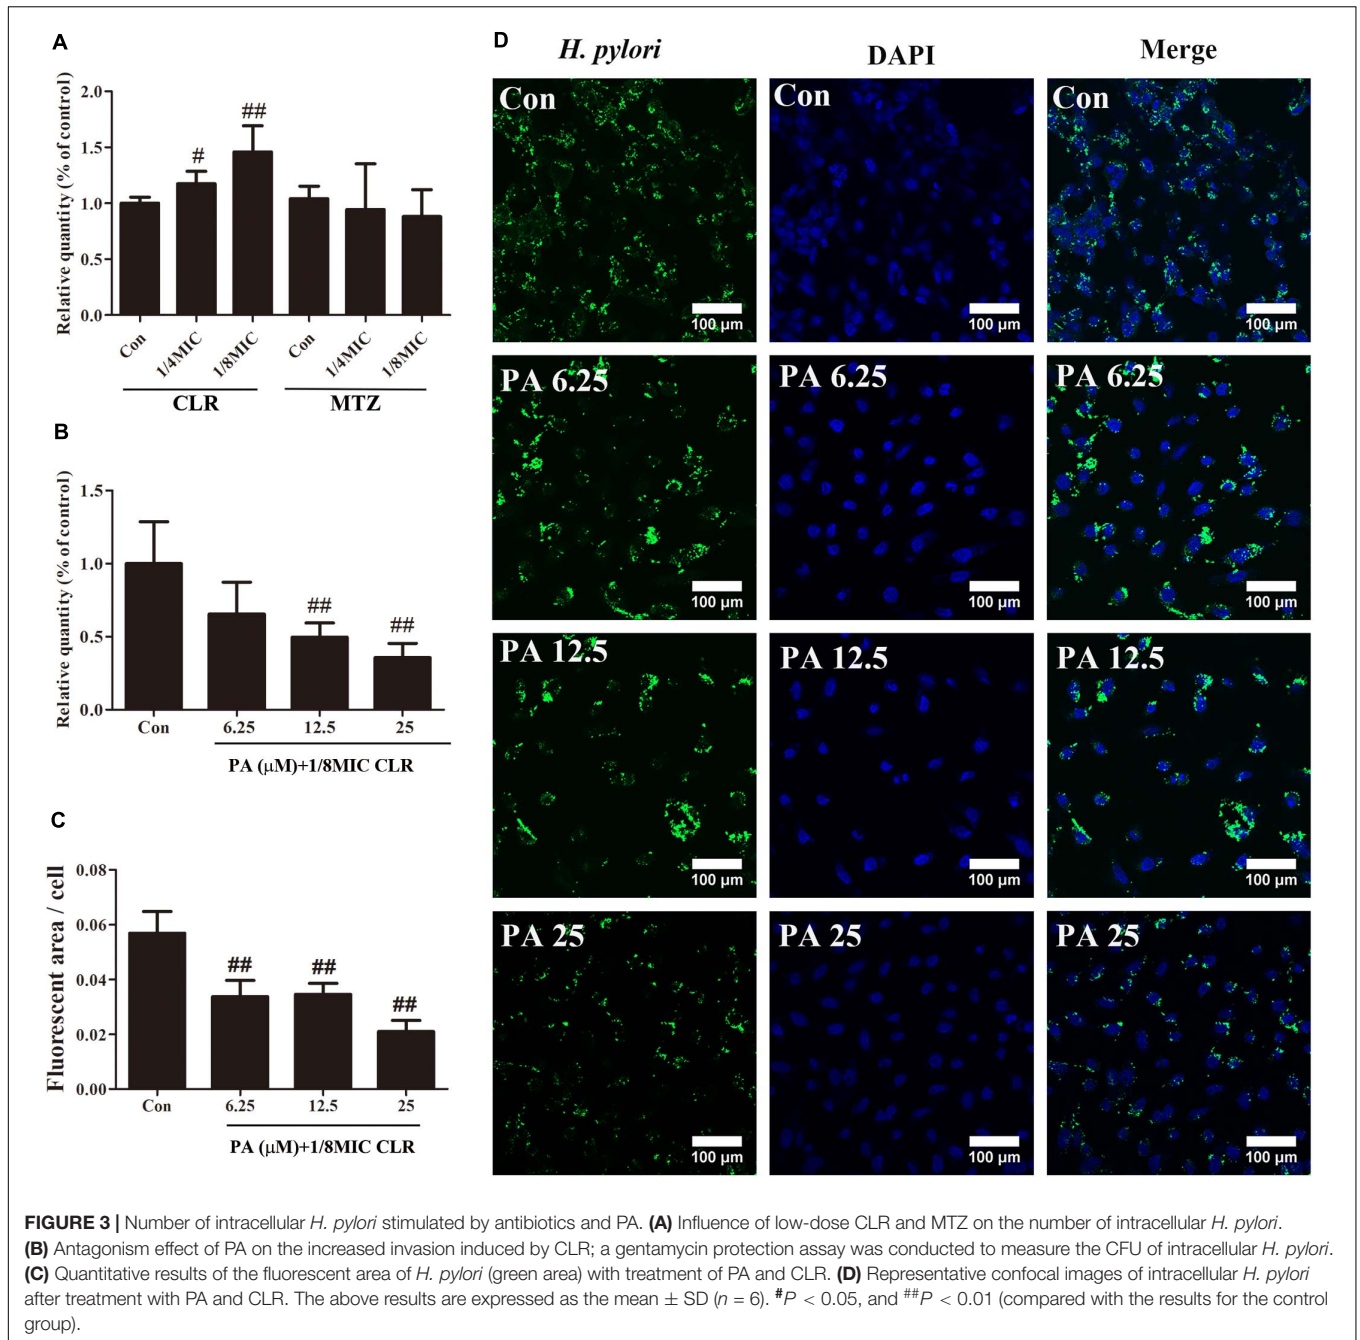 A
Relative quantity (% of control)
2.0
1.5
1.0
0.5
0.0
#
##
Con
1/4MIC
1/8MIC
Con
1/4MIC
1/8MIC
CLR
MTZ
B
Relative quantity (% of control)
1.5
1.0
0.5
0.0
##
##
Con
6.25
12.5
25
PA (μM)+1/8MIC CLR
C
Fluorescent area / cell
0.08
0.06
0.04
0.02
0.00
##
##
##
Con
6.25
12.5
25
PA (μM)+1/8MIC CLR
D
H. pylori
DAPI
Merge
Con
100 μm
Con
100 μm
Con
100 μm
PA 6.25
100 μm
PA 6.25
100 μm
PA 6.25
100 μm
PA 12.5
100 μm
PA 12.5
100 μm
PA 12.5
100 μm
PA 25
100 μm
PA 25
100 μm
PA 25
100 μm
FIGURE 3 | Number of intracellular H. pylori stimulated by antibiotics and PA. (A) Influence of low-dose CLR and MTZ on the number of intracellular H. pylori.
(B) Antagonism effect of PA on the increased invasion induced by CLR; a gentamycin protection assay was conducted to measure the CFU of intracellular H. pylori.
(C) Quantitative results of the fluorescent area of H. pylori (green area) with treatment of PA and CLR. (D) Representative confocal images of intracellular H. pylori
after treatment with PA and CLR. The above results are expressed as the mean ± SD (n = 6). #P < 0.05, and ##P < 0.01 (compared with the results for the control
group).